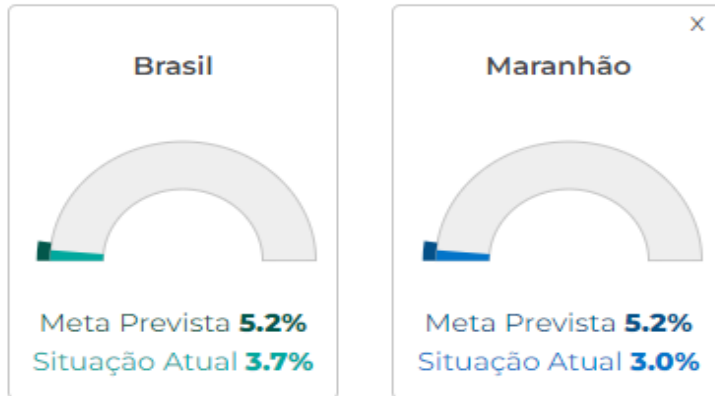 Brasil
Meta Prevista 5.2%
Situação Atual 3.7%
X
Maranhão
Meta Prevista 5.2%
Situação Atual 3.0%